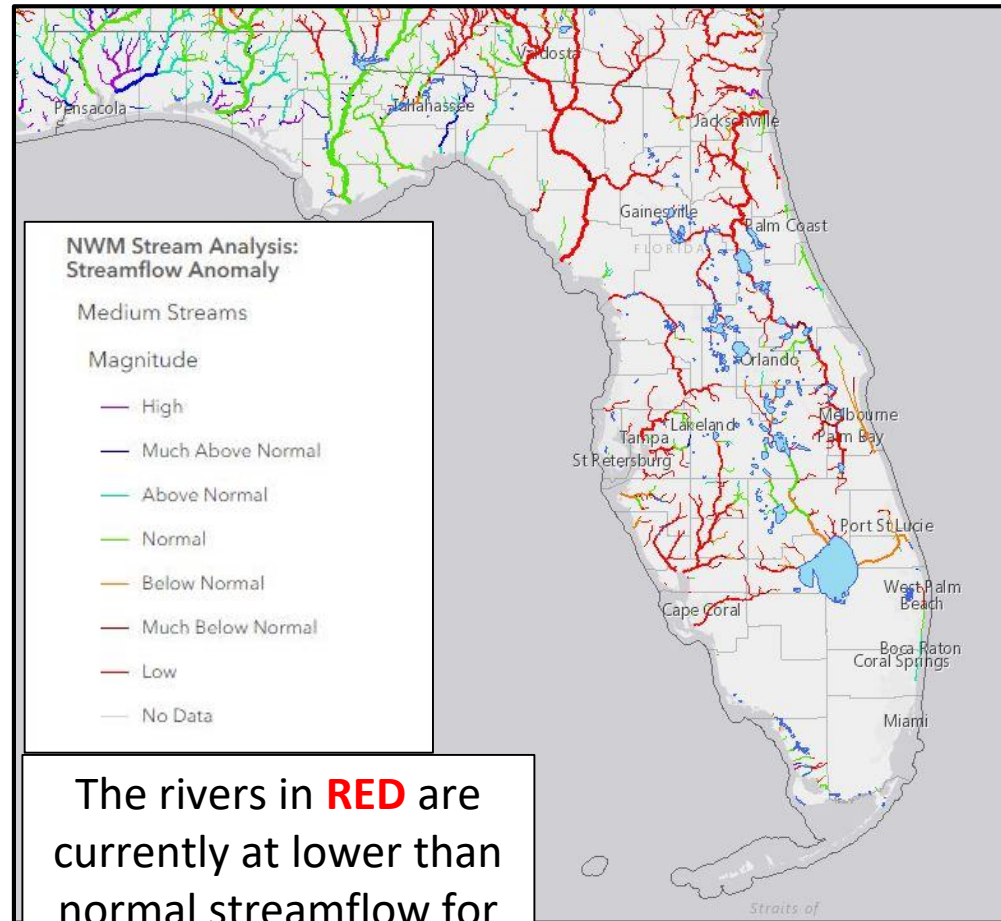 Valdosta
Pensacola
Tallahassee
Jacksonville
Gainesville
Palm Coast
FLORIDA
NWM Stream Analysis:
Streamflow Anomaly
Medium Streams
Magnitude
High
Much Above Normal
Above Normal
Normal
Below Normal
Much Below Normal
Low
No Data
Orlando
Melbourne
Lakeland
Palm Bay
Tampa
St Petersburg
Port St Lucie
West Palm
Beach
Cape Coral
Boca Raton
Coral Springs
Miami
The rivers in RED are
currently at lower than
normal streamflow for
Straits of